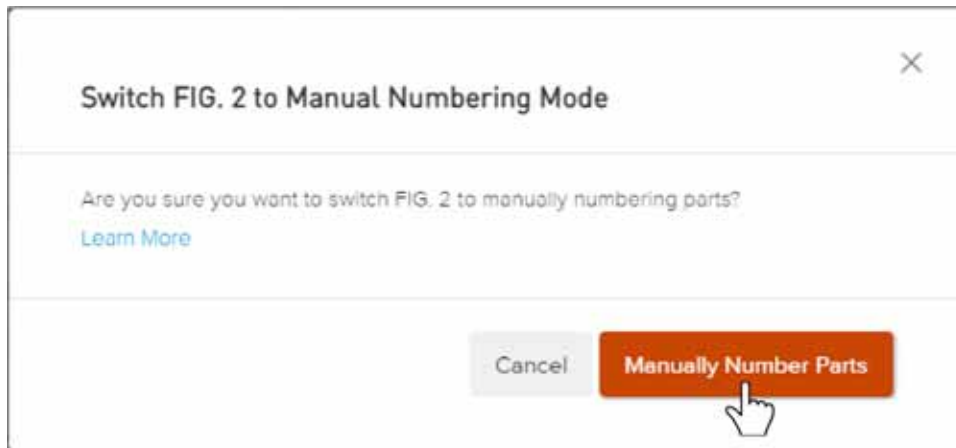 Switch FIG. 2 to Manual Numbering Mode
Are you sure you want to switch FIG. 2 to manually numbering parts?
Learn More
Cancel
Manually Number Parts